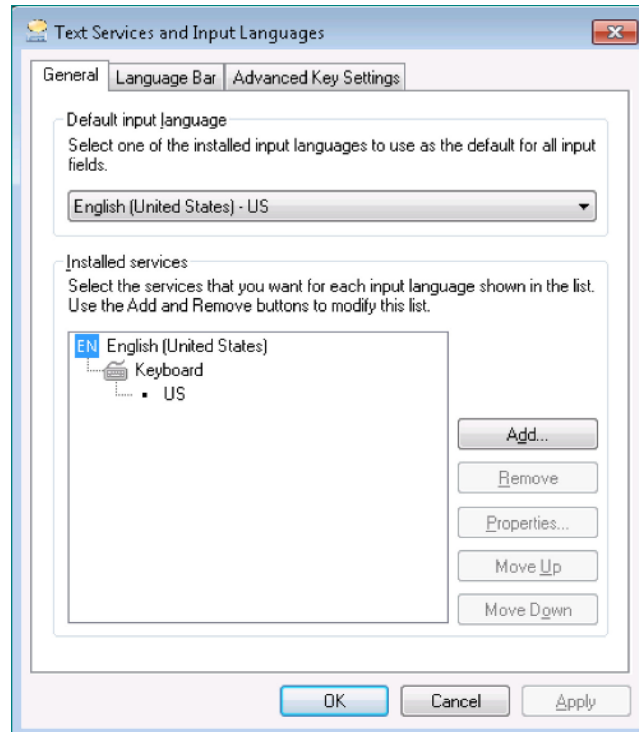 Text Services and Input Languages
General Language Bar Advanced Key Settings
Default input language
Select one of the installed input languages to use as the default for all input
fields.
English (United States) - US
Installed services
Select the services that you want for each input language shown in the list.
Use the Add and Remove buttons to modify this list.
EN English (United States)
Keyboard
US
Add...
Remove
Properties...
Move Up
Move Down
OK Cancel Apply